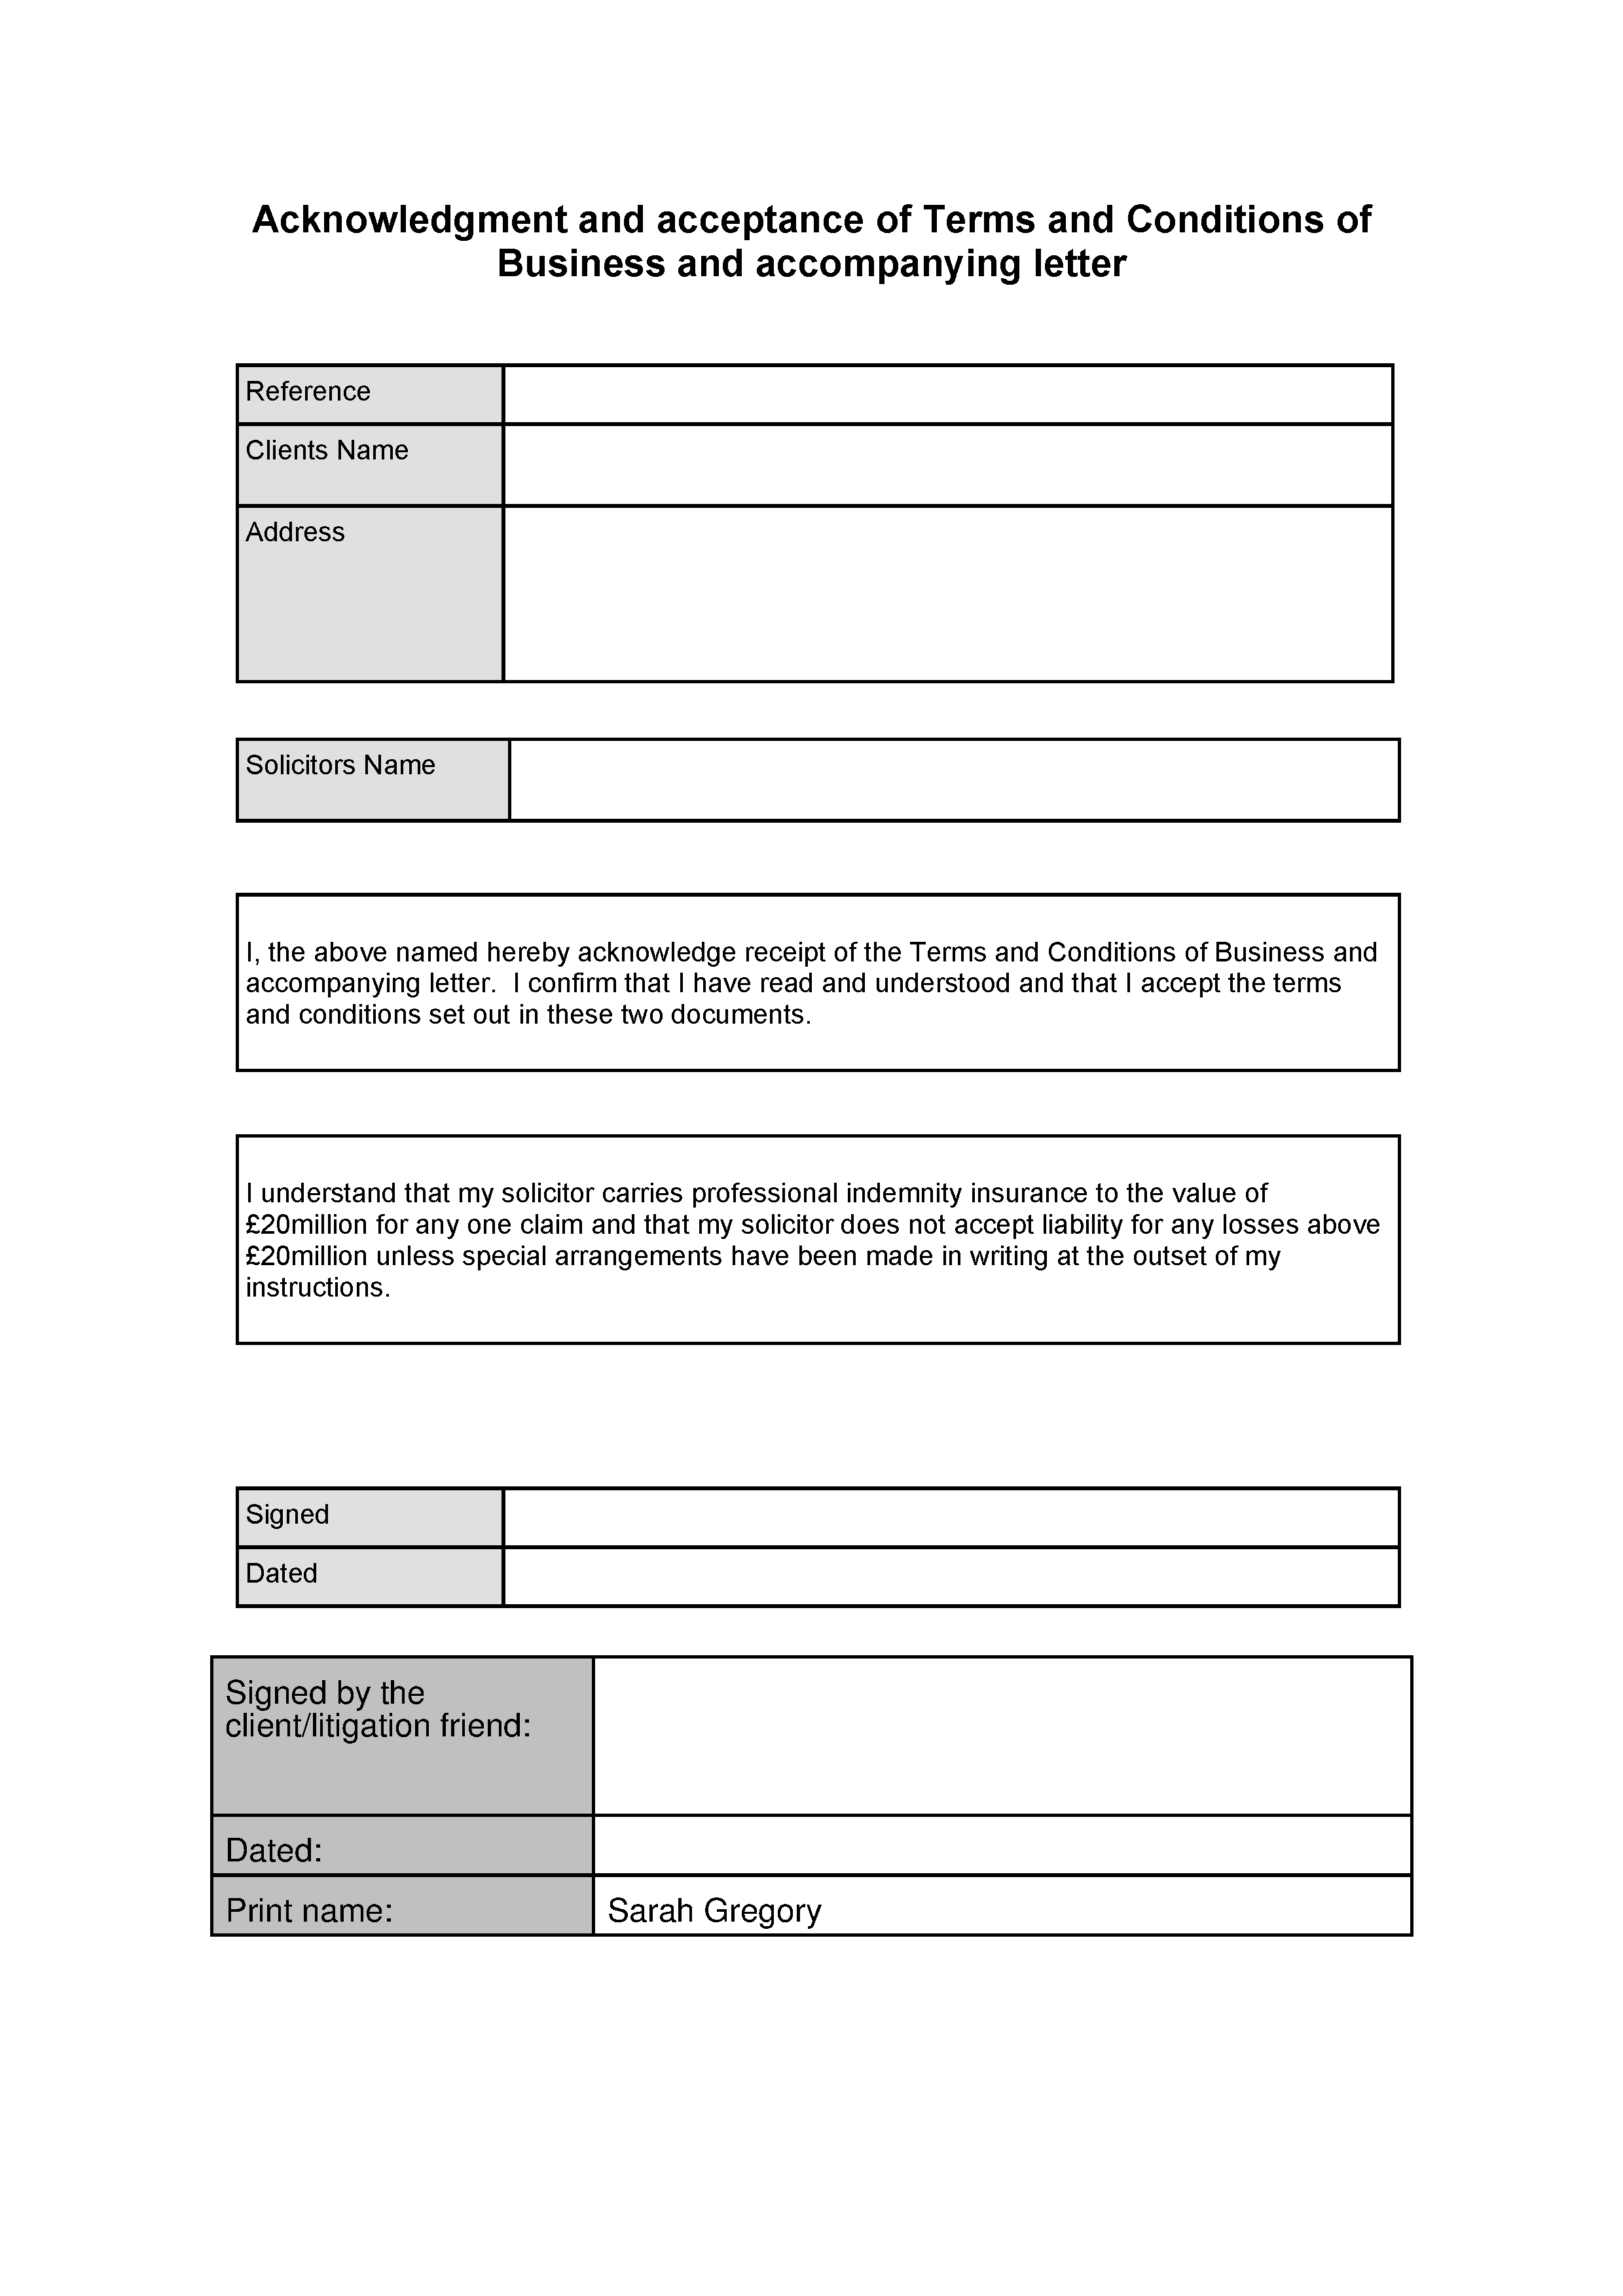 Acknowledgment and acceptance of Terms and Conditions of
Business and accompanying letter
Reference
Clients Name
Address
Solicitors Name
I, the above named hereby acknowledge receipt of the Terms and Conditions of Business and
accompanying letter.  I confirm that I have read and understood and that I accept the terms
and conditions set out in these two documents.
I understand that my solicitor carries professional indemnity insurance to the value of
£20million for any one claim and that my solicitor does not accept liability for any losses above
£20million unless special arrangements have been made in writing at the outset of my
instructions.
Signed
Dated
Signed by the
client/litigation friend:
Dated:
Print name: Sarah Gregory